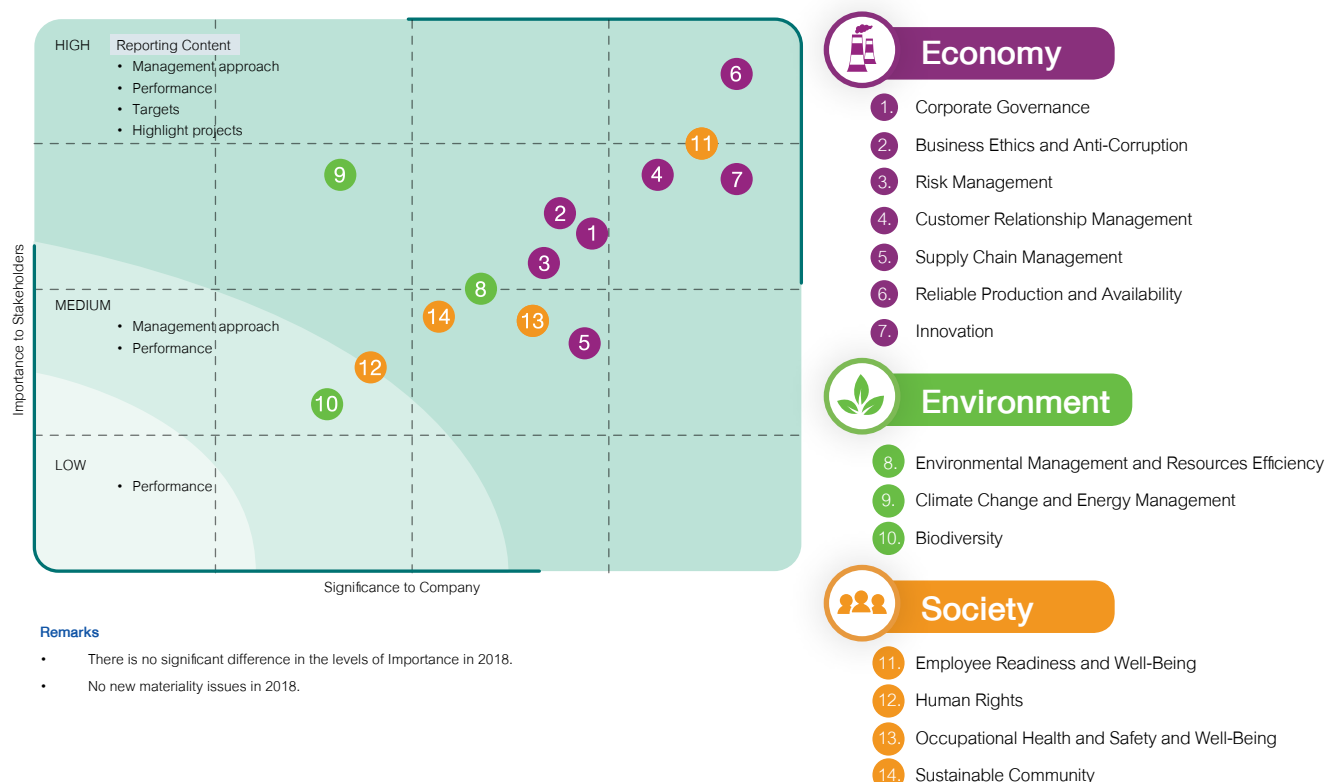 HIGH
Reporting Content
• Management approach
• Performance
• Targets
• Highlight projects
6
11
9
4
7
2
1
3
8
MEDIUM
• Management approach
• Performance
14
13
5
12
10
LOW
• Performance
Importance to Stakeholders
Significance to Company
Remarks
• There is no significant difference in the levels of Importance in 2018.
• No new materiality issues in 2018.
Economy
1. Corporate Governance
2. Business Ethics and Anti-Corruption
3. Risk Management
4. Customer Relationship Management
5. Supply Chain Management
6. Reliable Production and Availability
7. Innovation
Environment
8. Environmental Management and Resources Efficiency
9. Climate Change and Energy Management
10. Biodiversity
Society
11. Employee Readiness and Well-Being
12. Human Rights
13. Occupational Health and Safety and Well-Being
14. Sustainable Community